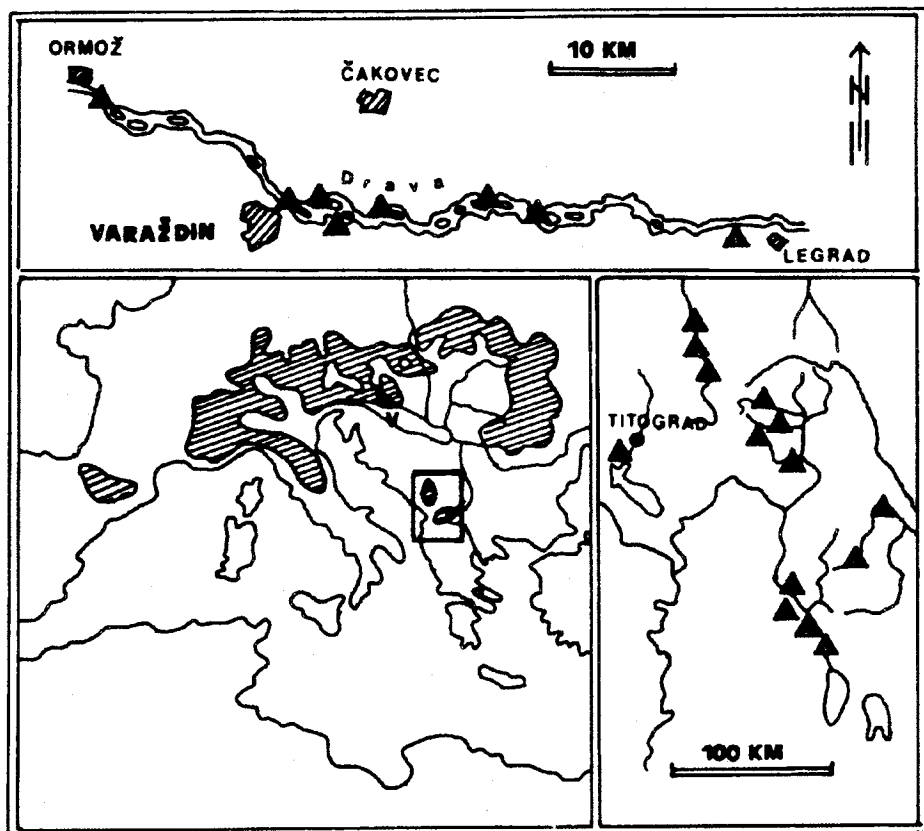 ORMOŽ
10 KM
ČAKOVEC
N
Drava
VARAŽDIN
LEGRAD
V
TITOGRAD
100 KM